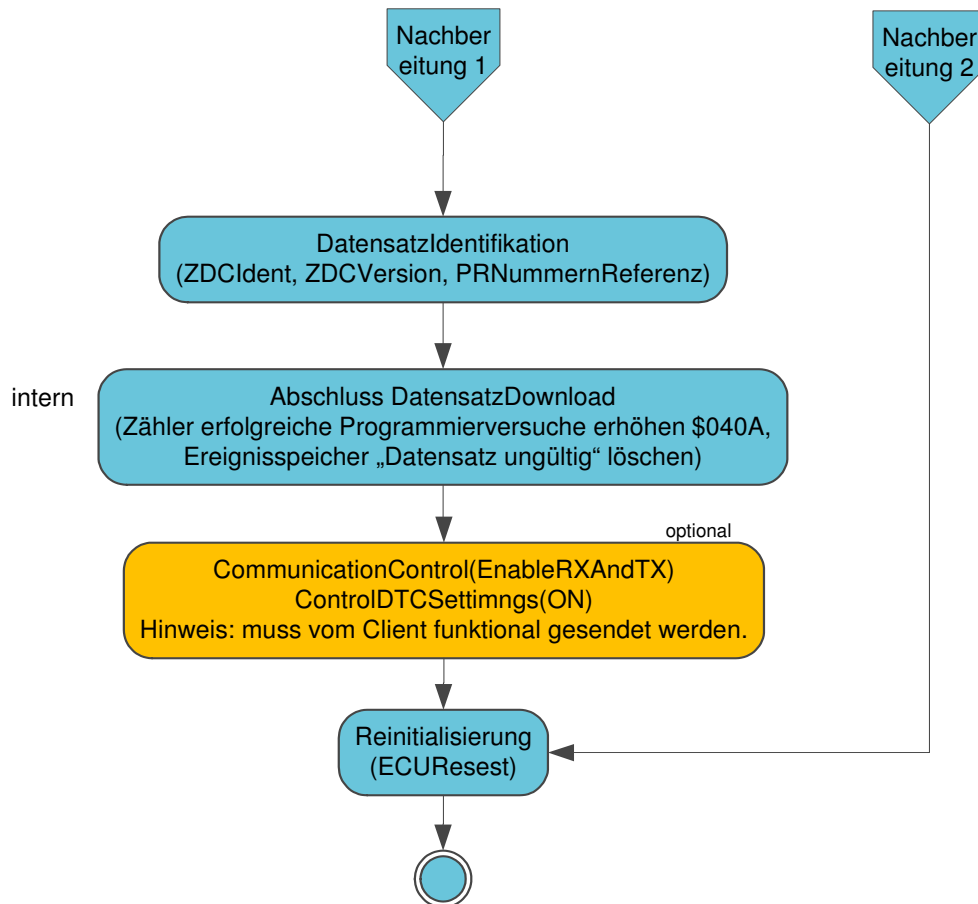 Nachber
eitung 1
Nachber
eitung 2
DatensatzIdentifikation
(ZDCIdent, ZDCVersion, PRNummernReferenz)
intern
Abschluss DatensatzDownload
(Zähler erfolgreiche Programmierversuche erhöhen $040A,
Ereignisspeicher „Datensatz ungültig“ löschen)
optional
CommunicationControl(EnableRXAndTX)
ControlDTCSettimngs(ON)
Hinweis: muss vom Client funktional gesendet werden.
Reinitialisierung
(ECUResest)